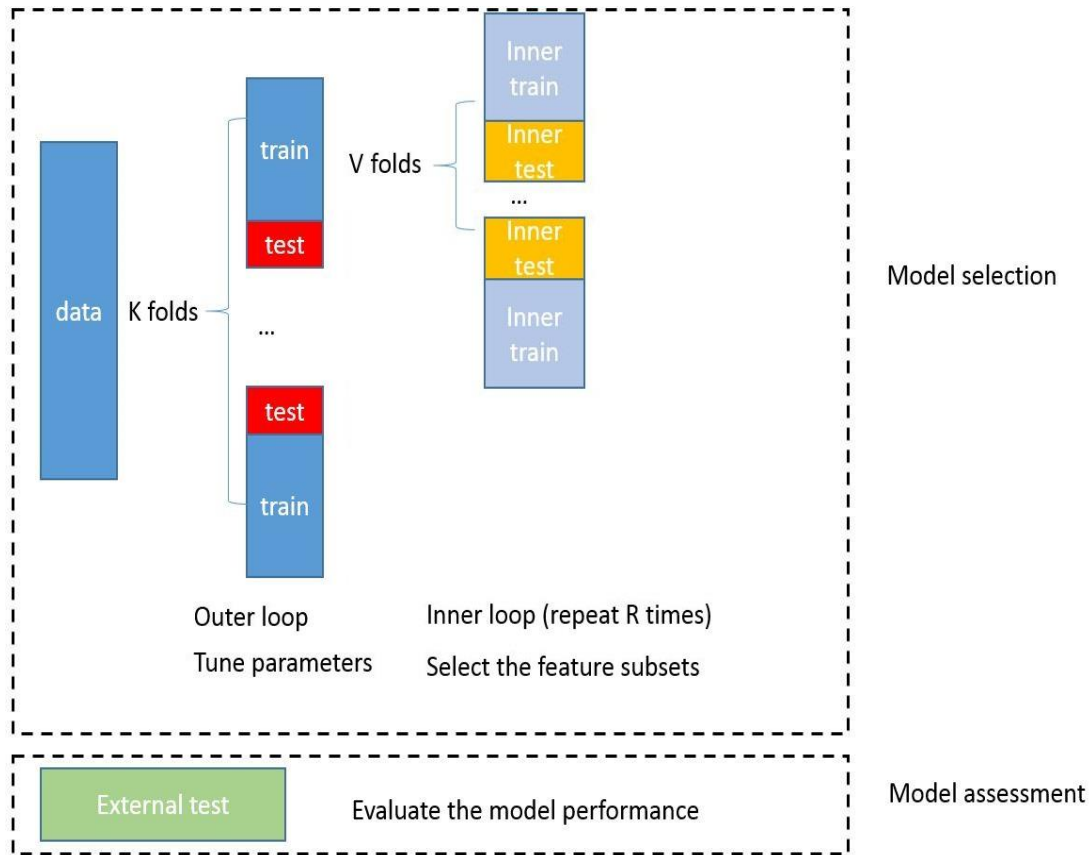 Inner
train
Inner
test
...
Inner
test
Inner
train
V folds
train
test
...
test
train
data
K folds
Outer loop
Tune parameters
Inner loop (repeat R times)
Select the feature subsets
Model selection
External test
Evaluate the model performance
Model assessment